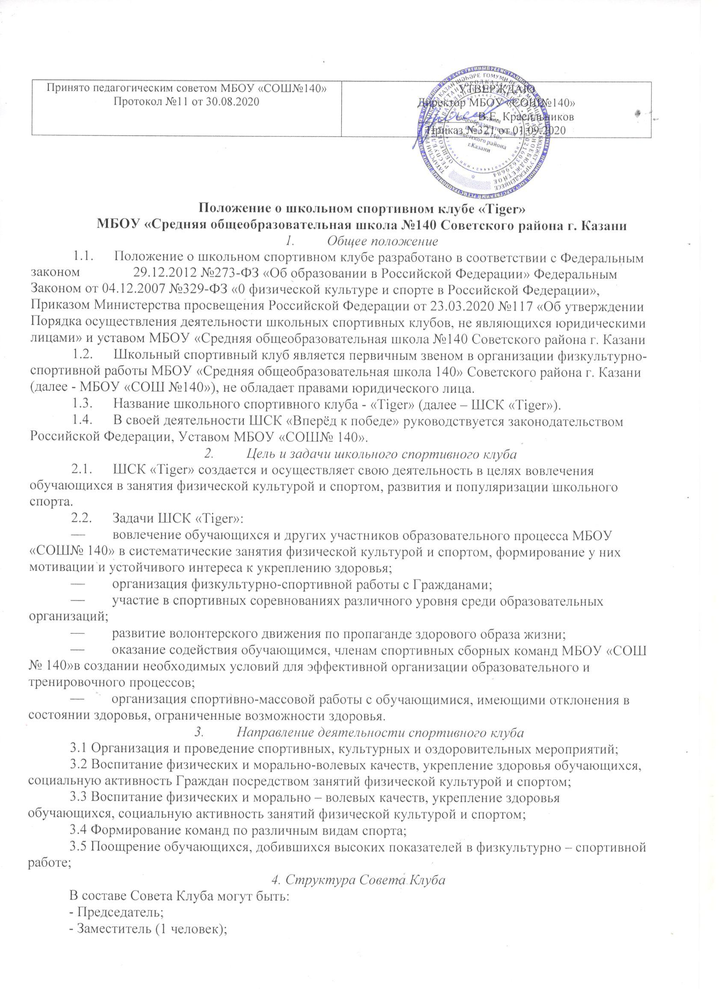 Принято педагогическим советом МБОУ «СОШ№140»
Протокол №11 от 30.08.2020
УТВЕРЖДАЮ
Директор МБОУ «СОШ№140»
В.Е. Красильников
Приказ №321 от 01.09.2020
общеобразовательная
Советского района
г.Казани
Положение о школьном спортивном клубе «Tiger»
МБОУ «Средняя общеобразовательная школа №140 Советского района г. Казани
1. Общее положение
1.1. Положение о школьном спортивном клубе разработано в соответствии с Федеральным
законом 29.12.2012 №273-ФЗ «Об образовании в Российской Федерации» Федеральным
Законом от 04.12.2007 №329-ФЗ «0 физической культуре и спорте в Российской Федерации»,
Приказом Министерства просвещения Российской Федерации от 23.03.2020 №117 «Об утверждении
Порядка осуществления деятельности школьных спортивных клубов, не являющихся юридическими
лицами» и уставом МБОУ «Средняя общеобразовательная школа №140 Советского района г. Казани
1.2. Школьный спортивный клуб является первичным звеном в организации физкультурно-
спортивной работы МБОУ «Средняя общеобразовательная школа 140» Советского района г. Казани
(далее - МБОУ «СОШ №140»), не обладает правами юридического лица.
1.3. Название школьного спортивного клуба - «Tiger» (далее – ШСК «Tiger»).
1.4. В своей деятельности ШСК «Вперёд к победе» руководствуется законодательством
Российской Федерации, Уставом МБОУ «СОШ№ 140».
2. Цель и задачи школьного спортивного клуба
2.1. ШСК «Tiger» создается и осуществляет свою деятельность в целях вовлечения
обучающихся в занятия физической культурой и спортом, развития и популяризации школьного
спорта.
2.2. Задачи ШСК «Tiger»:
— вовлечение обучающихся и других участников образовательного процесса МБОУ
«СОШ№ 140» в систематические занятия физической культурой и спортом, формирование у них
мотивации и устойчивого интереса к укреплению здоровья;
— организация физкультурно-спортивной работы с Гражданами;
— участие в спортивных соревнованиях различного уровня среди образовательных
организаций;
— развитие волонтерского движения по пропаганде здорового образа жизни;
— оказание содействия обучающимся, членам спортивных сборных команд МБОУ «СОШ
№ 140»в создании необходимых условий для эффективной организации образовательного и
тренировочного процессов;
— организация спортивно-массовой работы с обучающимися, имеющими отклонения в
состоянии здоровья, ограниченные возможности здоровья.
3. Направление деятельности спортивного клуба
3.1 Организация и проведение спортивных, культурных и оздоровительных мероприятий;
3.2 Воспитание физических и морально-волевых качеств, укрепление здоровья обучающихся,
социальную активность Граждан посредством занятий физической культурой и спортом;
3.3 Воспитание физических и морально – волевых качеств, укрепление здоровья
обучающихся, социальную активность занятий физической культурой и спортом;
3.4 Формирование команд по различным видам спорта;
3.5 Поощрение обучающихся, добившихся высоких показателей в физкультурно – спортивной
работе;
4. Структура Совета Клуба
В составе Совета Клуба могут быть:
- Председатель;
- Заместитель (1 человек);